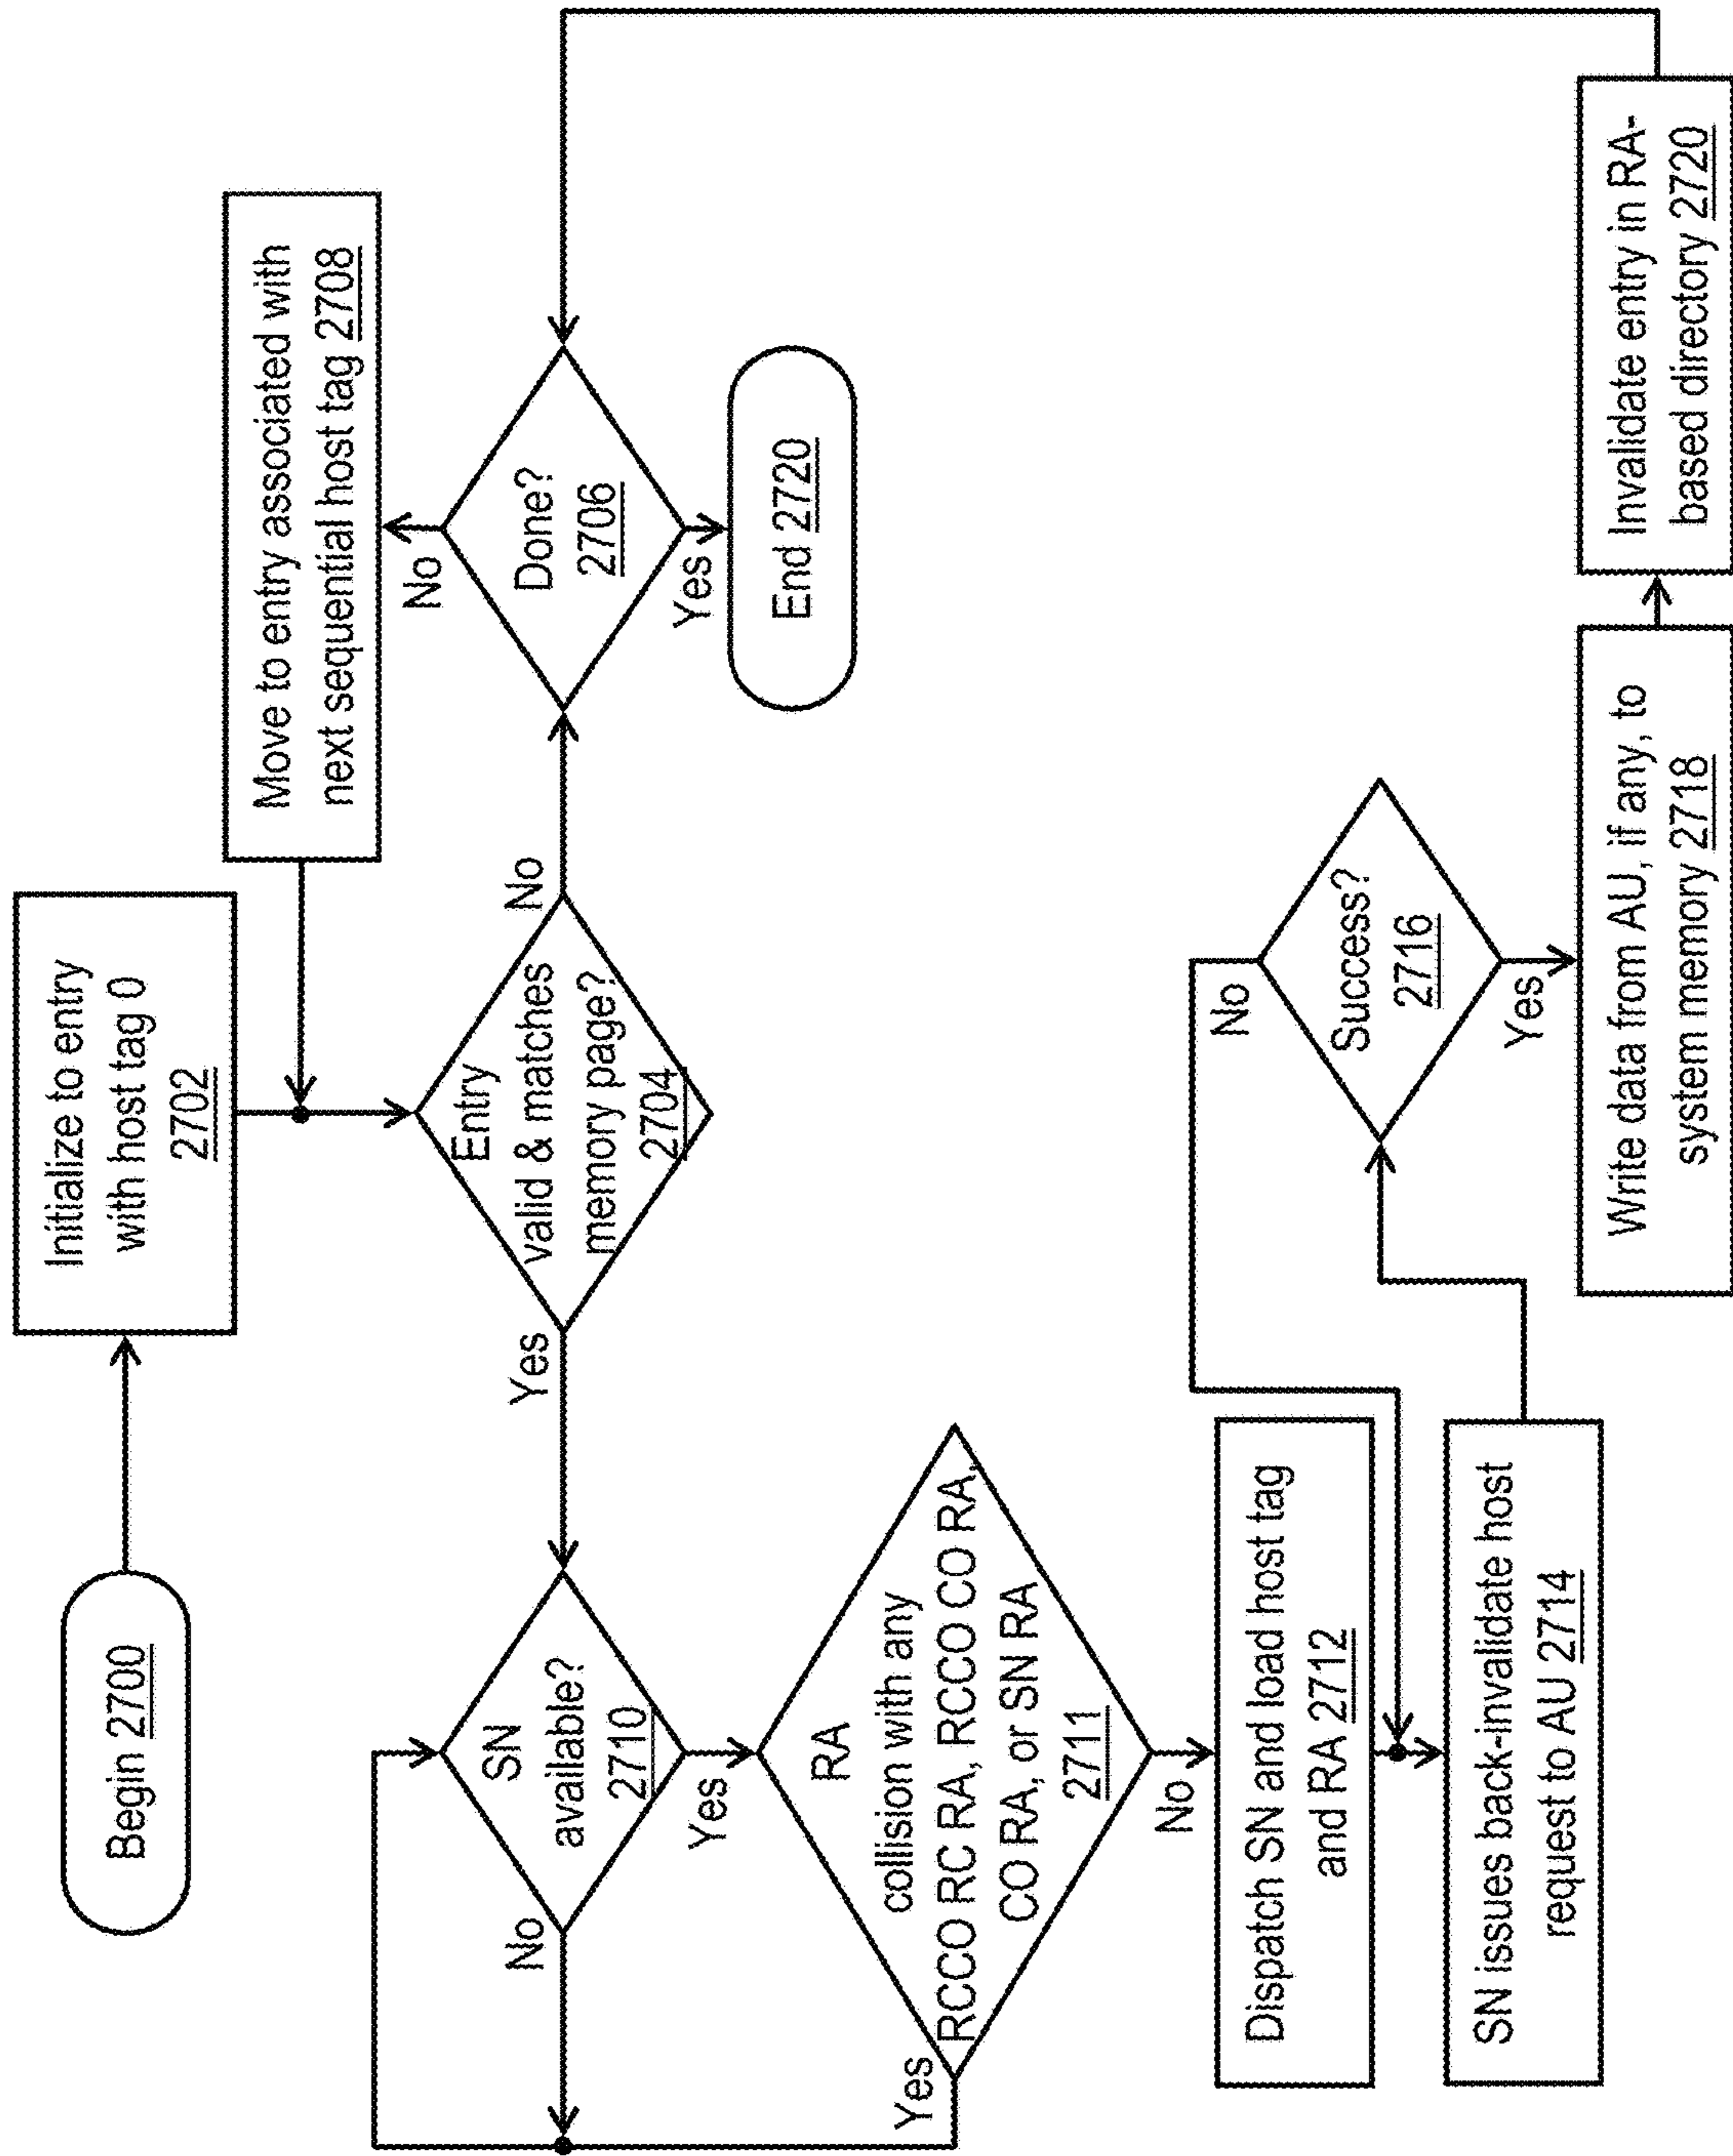 Begin 2700
Initialize to entry
with host tag 0
2702
Move to entry associated with
next sequential host tag 2708
Entry
valid & matches
memory page?
2704
Yes
No
Done?
2706
No
Yes
End 2720
SN
available?
2710
No
Yes
RA
collision with any
RCCO RC RA, RCCO CO RA,
CO RA, or SN RA
2711
Yes
No
Dispatch SN and load host tag
and RA 2712
SN issues back-invalidate host
request to AU 2714
Success?
2716
No
Yes
Write data from AU, if any, to
system memory 2718
Invalidate entry in RA-
based directory 2720